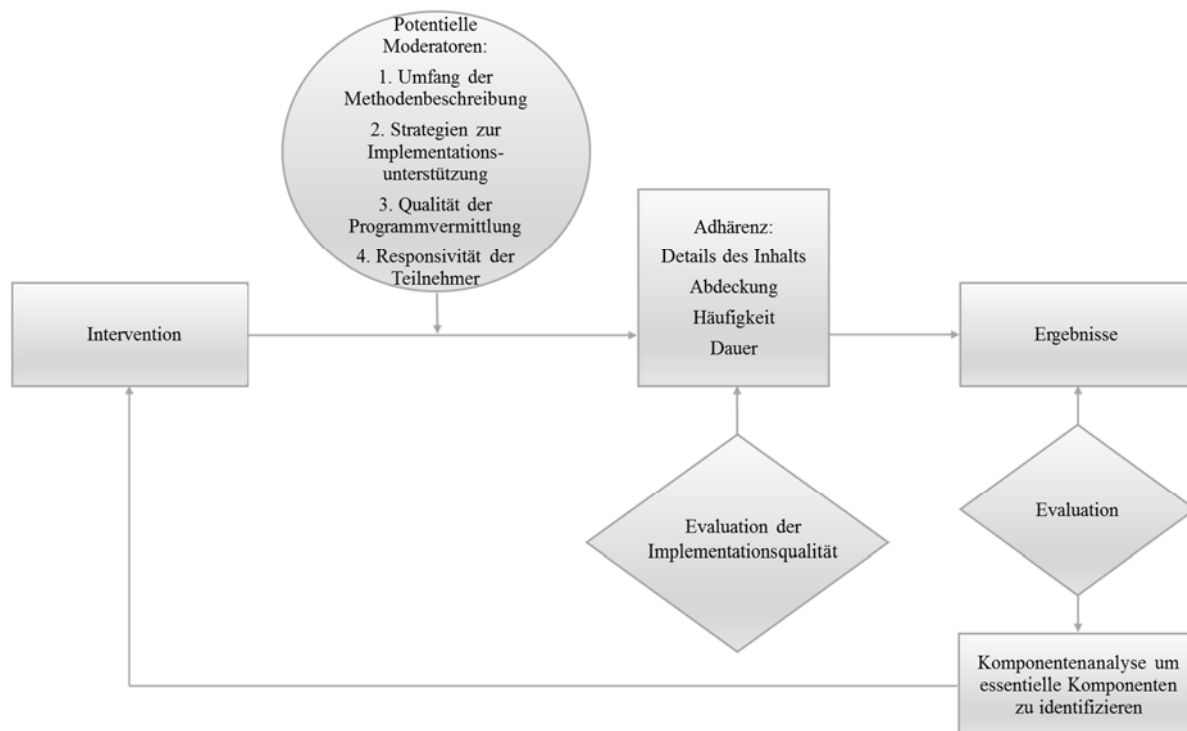 Potentielle
Moderatoren:
1. Umfang der
Methodenbeschreibung
2. Strategien zur
Implementations-
unterstützung
3. Qualität der
Programmvermittlung
4. Responsivität der
Teilnehmer
Intervention
Adhärenz:
Details des Inhalts
Abdeckung
Häufigkeit
Dauer
Ergebnisse
Evaluation der
Implementationsqualität
Evaluation
Komponentenanalyse um
essentielle Komponenten
zu identifizieren